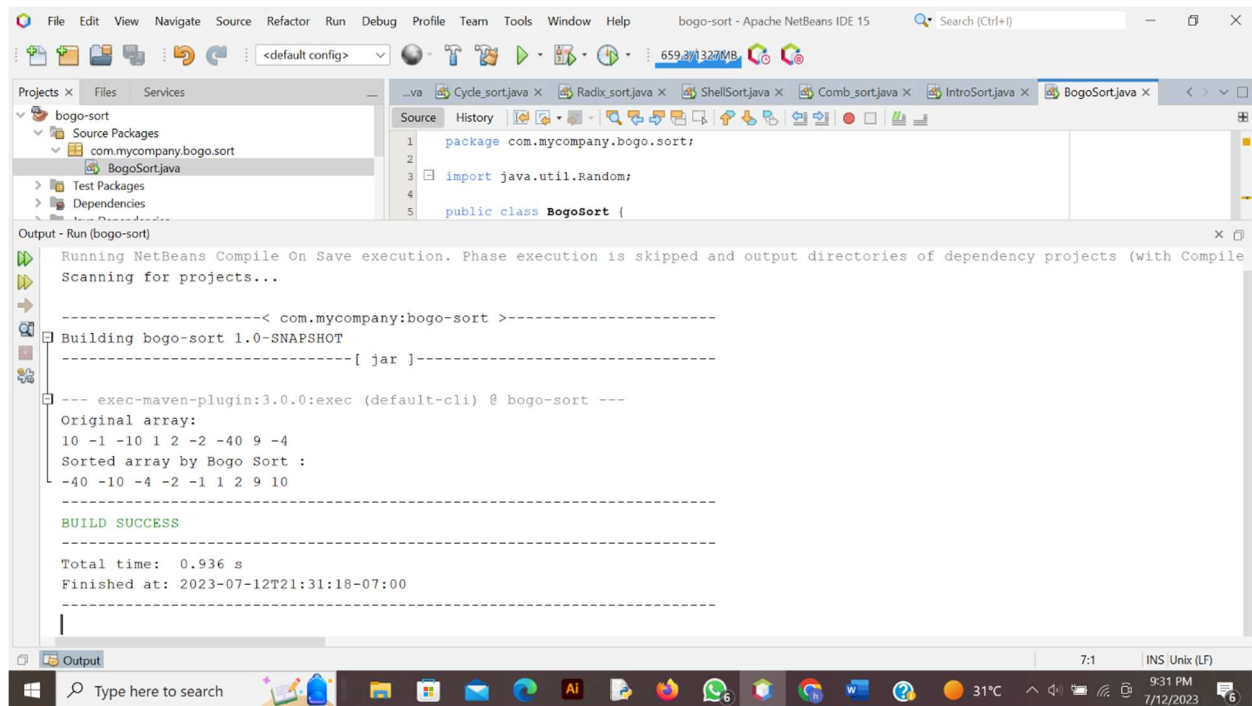 File Edit View Navigate Source Refactor Run Debug Profile Team Tools Window Help bogo-sort - Apache NetBeans IDE 15 Search (Ctrl+I)
<default config> 659.3/1327MB
Projects Files Services
...va Cycle_sort.java Radix_sort.java ShellSort.java Comb_sort.java IntroSort.java BogoSort.java
bogo-sort
Source History
Source Packages
1 package com.mycompany.bogo.sort;
com.mycompany.bogo.sort
2
BogoSort.java
3 import java.util.Random;
Test Packages
4
Dependencies
5 public class BogoSort {
Output - Run (bogo-sort)
Running NetBeans Compile On Save execution. Phase execution is skipped and output directories of dependency projects (with Compile
Scanning for projects...
----------------------< com.mycompany:bogo-sort >-----------------------
Building bogo-sort 1.0-SNAPSHOT
--------------------------------[ jar ]---------------------------------
--- exec-maven-plugin:3.0.0:exec (default-cli) @ bogo-sort ---
Original array:
10 -1 -10 1 2 -2 -40 9 -4
Sorted array by Bogo Sort :
-40 -10 -4 -2 -1 1 2 9 10
------------------------------------------------------------------------
BUILD SUCCESS
------------------------------------------------------------------------
Total time:  0.936 s
Finished at: 2023-07-12T21:31:18-07:00
------------------------------------------------------------------------
Output
7:1 INS Unix (LF)
Type here to search
Ai
6
W
31°C
9:31 PM
7/12/2023
6